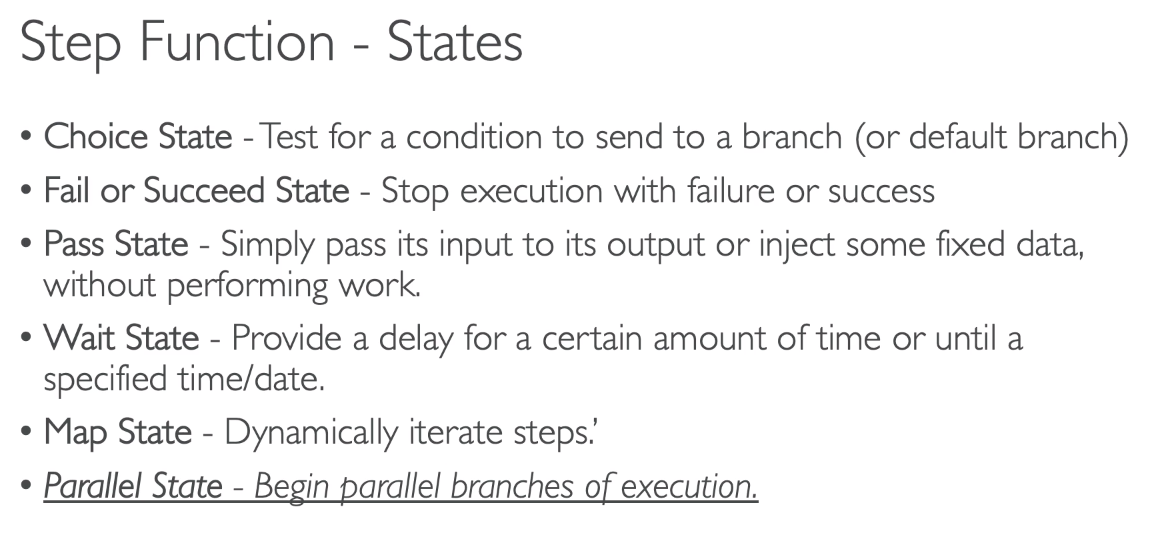 Step Function - States
• Choice State - Test for a condition to send to a branch (or default branch)
• Fail or Succeed State - Stop execution with failure or success
• Pass State - Simply pass its input to its output or inject some fixed data,
without performing work.
• Wait State - Provide a delay for a certain amount of time or until a
specified time/date.
• Map State - Dynamically iterate steps.’
• Parallel State - Begin parallel branches of execution.